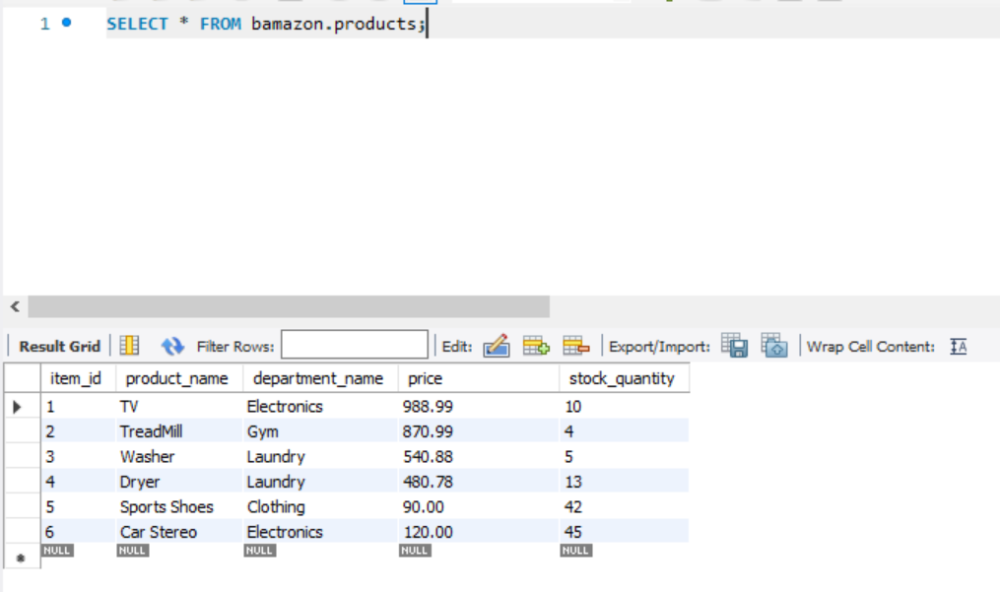 1 SELECT * FROM bamazon.products;
Result Grid Filter Rows: Edit: Export/Import: Wrap Cell Content: IA
item_id product_name department_name price stock_quantity
1 TV Electronics 988.99 10
2 TreadMill Gym 870.99 4
3 Washer Laundry 540.88 5
4 Dryer Laundry 480.78 13
5 Sports Shoes Clothing 90.00 42
6 Car Stereo Electronics 120.00 45
NULL NULL NULL NULL NULL